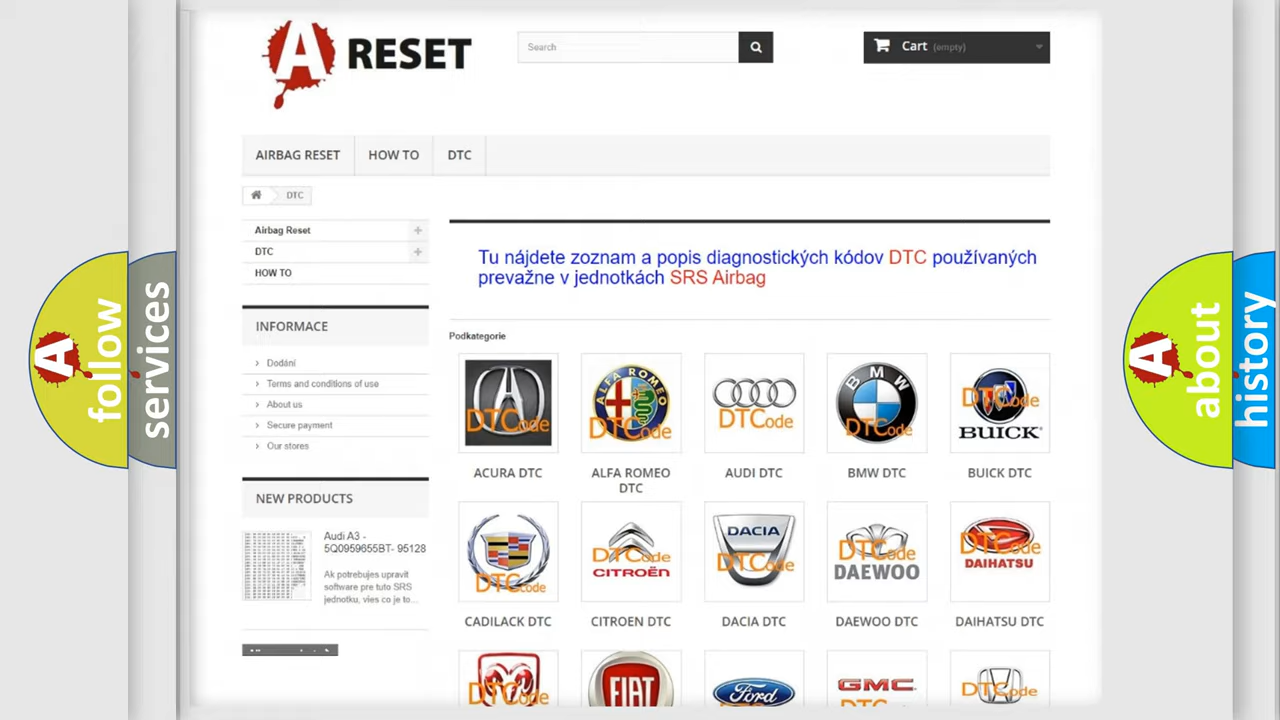 A RESET
Search
Cart (empty)
AIRBAG RESET
HOW TO
DTC
DTC
Airbag Reset
DTC
HOW TO
INFORMACE
Dodání
Terms and conditions of use
About us
Secure payment
Our stores
NEW PRODUCTS
Audi A3 -
5Q0959655BT- 95128
Ak potrebujes upravit
software pre tuto SRS
jednotku, vies co je to...
Tu nájdete zoznam a popis diagnostických kódov DTC používaných
prevažne v jednotkách SRS Airbag
Podkategorie
DTCode
ALFA ROMEO
DTCode
DTCode
BMW
DTCode
DTCode
BUICK
ACURA DTC
ALFA ROMEO
DTC
AUDI DTC
BMW DTC
BUICK DTC
DTCode
DTCode
CITROËN
DACIA
DTCode
DTCode
DAEWOO
DTCode
DAIHATSU
CADILACK DTC
CITROEN DTC
DACIA DTC
DAEWOO DTC
DAIHATSU DTC
DTCode
FIAT
Ford
GMC
DTCode
A
follow
services
A
about
history